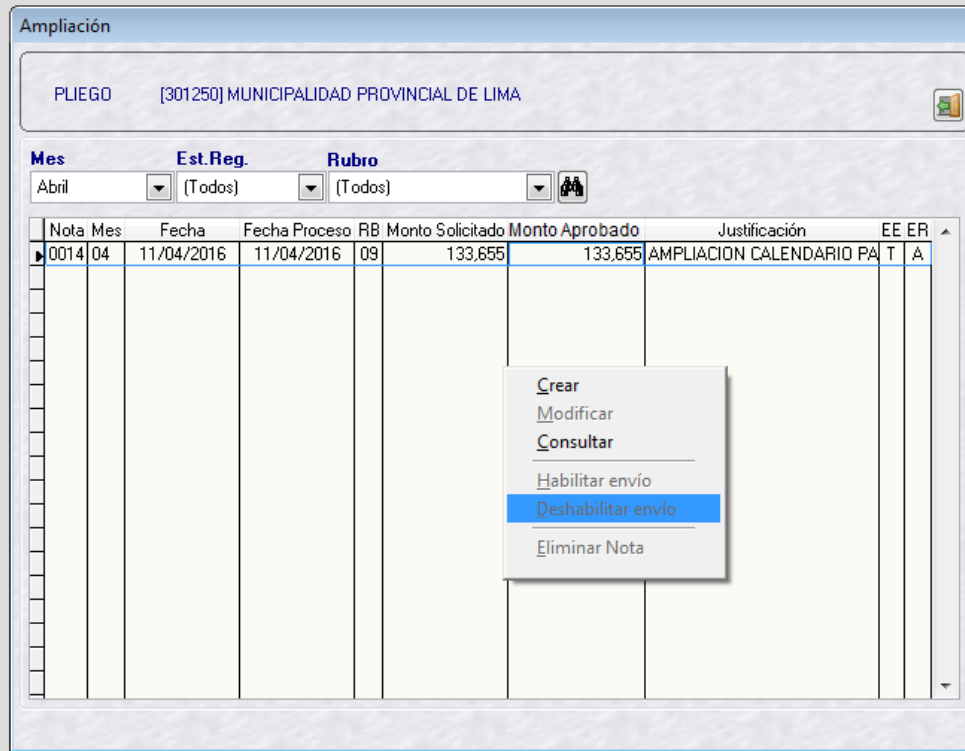 Ampliación
PLIEGO [301250] MUNICIPALIDAD PROVINCIAL DE LIMA
Mes Est.Reg. Rubro
Abril (Todos) (Todos)
Nota Mes Fecha Fecha Proceso RB Monto Solicitado Monto Aprobado Justificación EE ER
0014 04 11/04/2016 11/04/2016 09 133,655 133,655 AMPLIACION CALENDARIO PA T A
Crear
Modificar
Consultar
Habilitar envío
Deshabilitar envío
Eliminar Nota